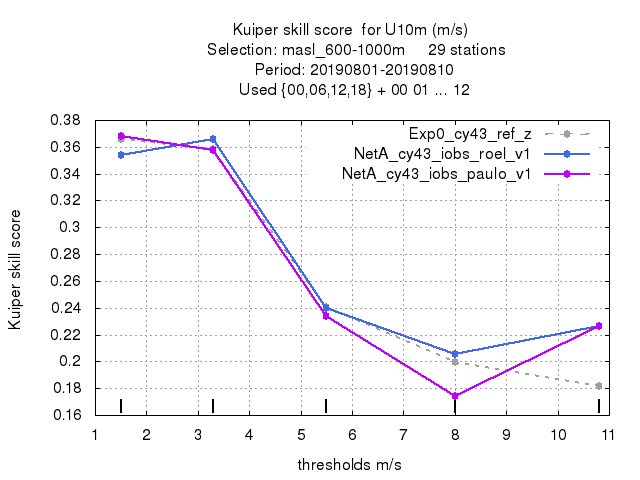 Kuiper skill score  for U10m (m/s)
Selection: masl_600-1000m     29 stations
Period: 20190801-20190810
Used {00,06,12,18} + 00 01 ... 12
Exp0_cy43_ref_z
NetA_cy43_iobs_roel_v1
NetA_cy43_iobs_paulo_v1
0.38
0.36
0.34
0.32
0.3
0.28
0.26
0.24
0.22
0.2
0.18
0.16
Kuiper skill score
1 2 3 4 5 6 7 8 9 10 11
thresholds m/s